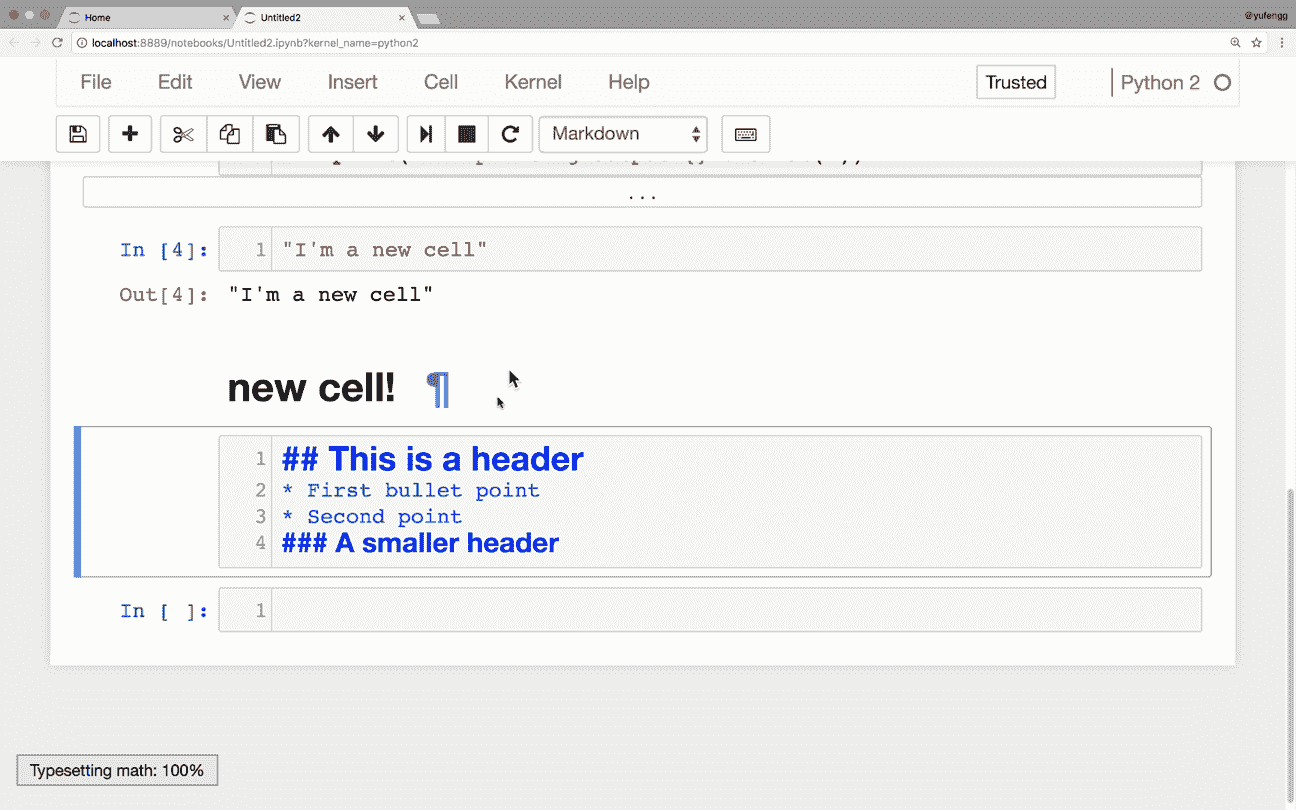 Home
Untitled2
@yufengg
localhost:8889/notebooks/Untitled2.ipynb?kernel_name=python2
File Edit View Insert Cell Kernel Help Trusted Python 2
Markdown
...
In [4]: 1 "I'm a new cell"
Out[4]: "I'm a new cell"
new cell! ¶
1 ## This is a header
2 * First bullet point
3 * Second point
4 ### A smaller header
In [ ]: 1
Typesetting math: 100%